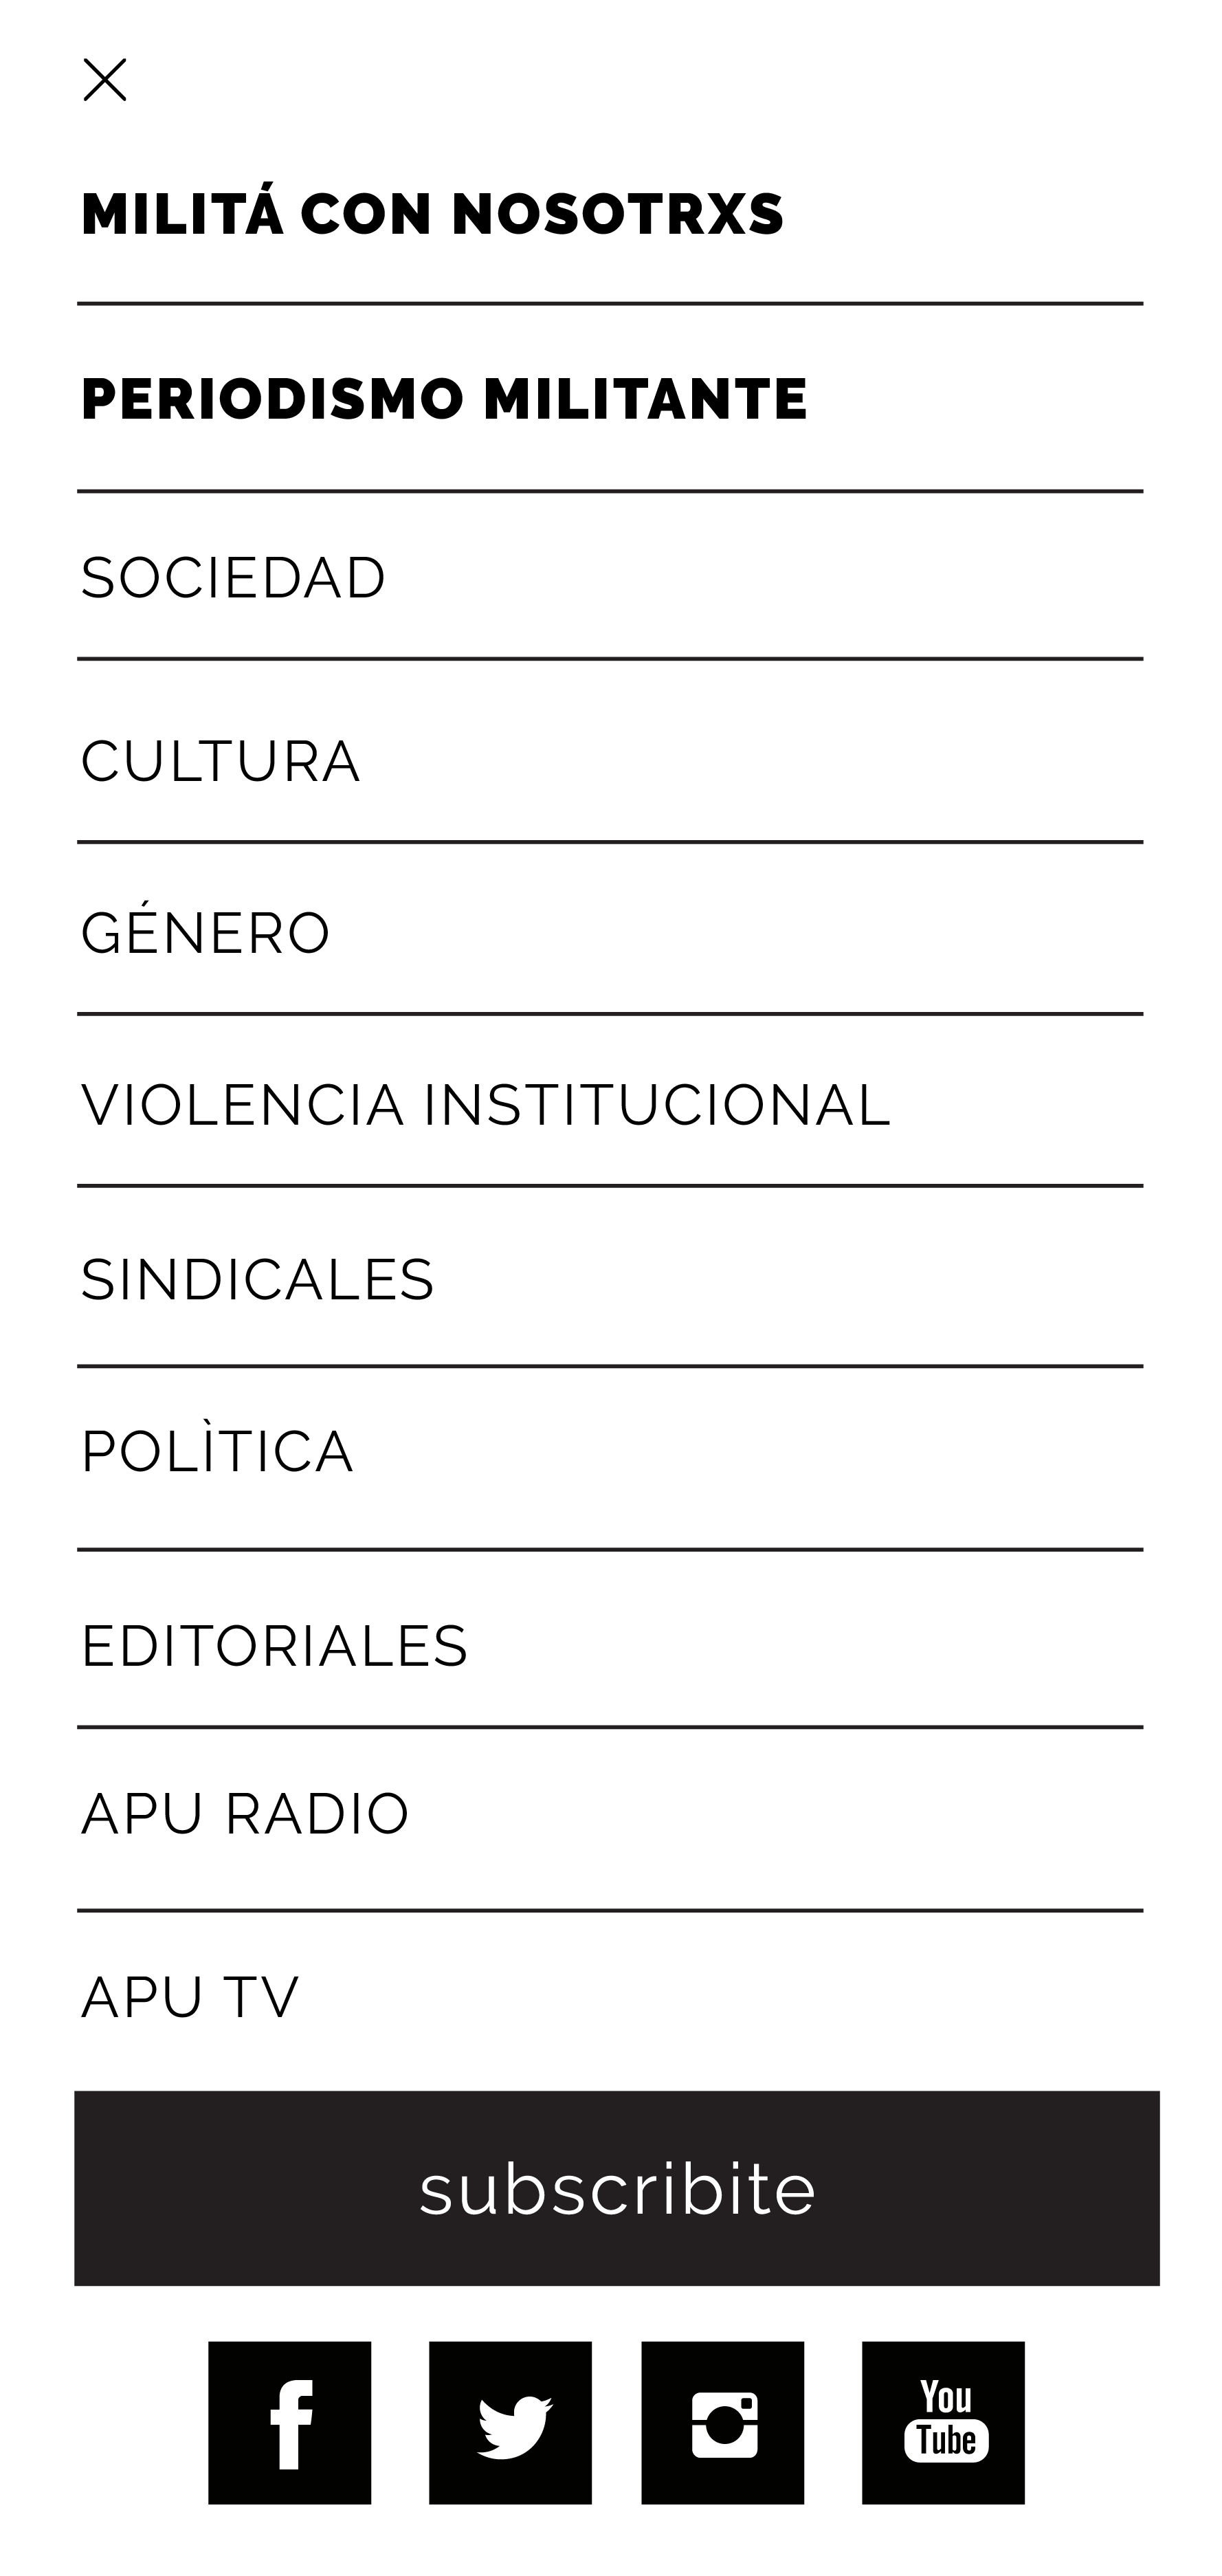 MILITÁ CON NOSOTRXS
PERIODISMO MILITANTE
SOCIEDAD
CULTURA
GÉNERO
VIOLENCIA INSTITUCIONAL
SINDICALES
POLÌTICA
EDITORIALES
APU RADIO
APU TV
subscribite
You
Tube